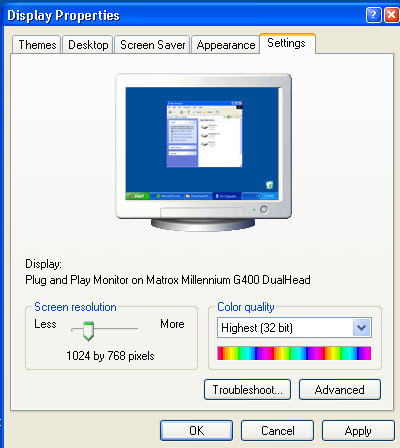 Display Properties
Themes Desktop Screen Saver Appearance Settings
start
Display:
Plug and Play Monitor on Matrox Millennium G400 DualHead
Screen resolution
Less More
1024 by 768 pixels
Color quality
Highest (32 bit)
Troubleshoot... Advanced
OK Cancel Apply